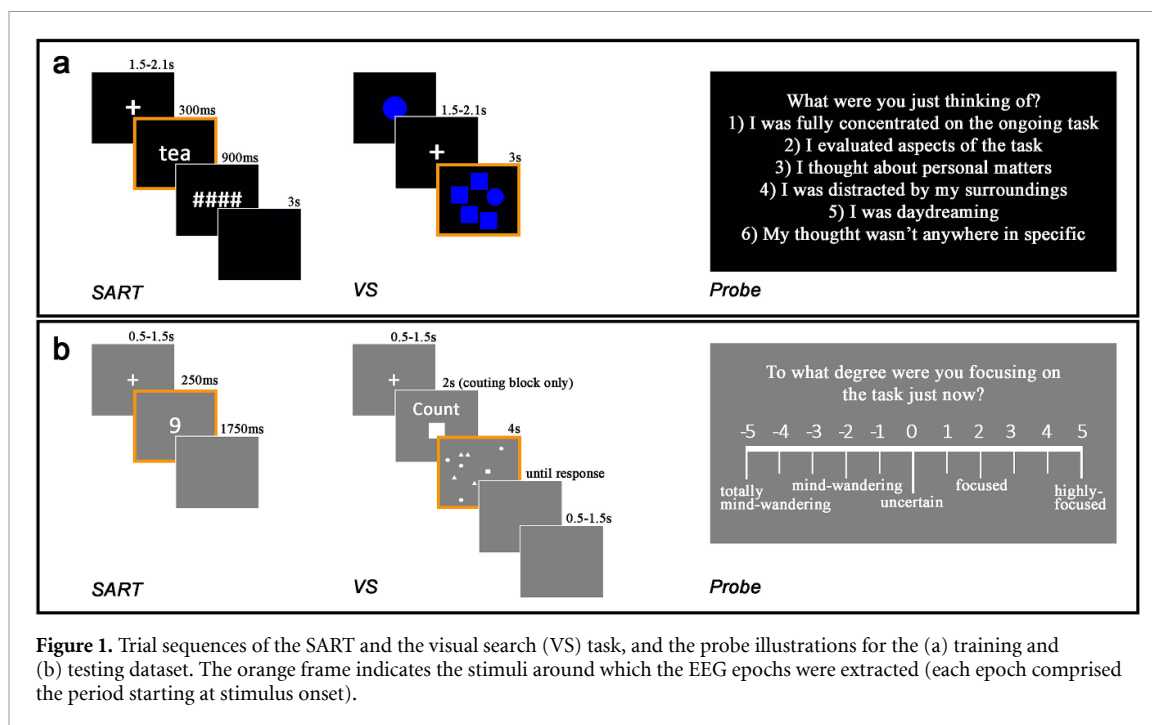 a
1.5-2.1s
+
300ms
tea
900ms
####
3s
SART
1.5-2.1s
+
3s
VS
What were you just thinking of?
1) I was fully concentrated on the ongoing task
2) I evaluated aspects of the task
3) I thought about personal matters
4) I was distracted by my surroundings
5) I was daydreaming
6) My thougtht wasn't anywhere in specific
Probe
b
0.5-1.5s
+
250ms
9
1750ms
SART
0.5-1.5s
+
2s (couting block only)
Count
4s
until response
0.5-1.5s
VS
To what degree were you focusing on
the task just now?
-5 -4 -3 -2 -1 0 1 2 3 4 5
totally mind-wandering
mind-wandering
uncertain
focused
highly-focused
Probe
Figure 1. Trial sequences of the SART and the visual search (VS) task, and the probe illustrations for the (a) training and
(b) testing dataset. The orange frame indicates the stimuli around which the EEG epochs were extracted (each epoch comprised
the period starting at stimulus onset).